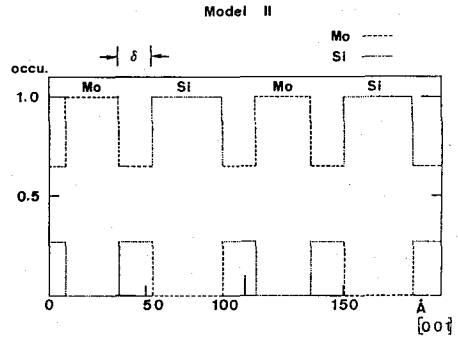 Model II
Mo
Si
δ
occu.
Mo Si Mo Si
1.0
0.5
0 50 100 150 Å
[001]